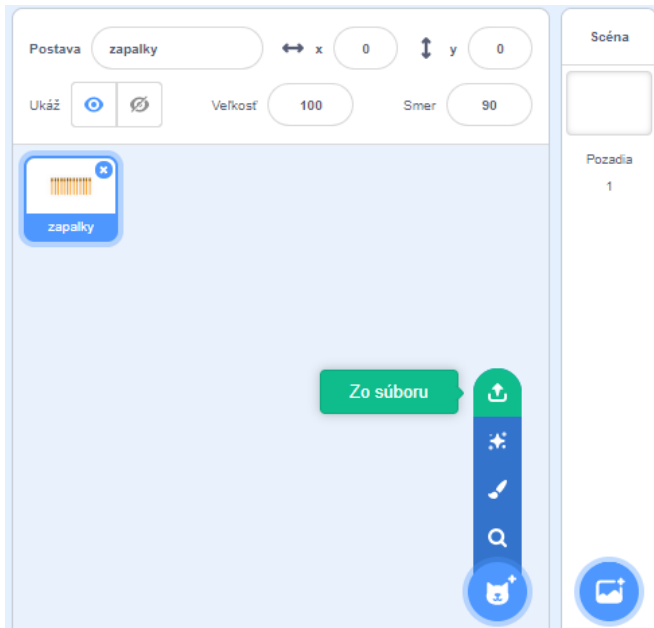 Postava zapalky x 0 y 0
Ukáž Veľkosť 100 Smer 90
zapalky
Zo súboru
Scéna
Pozadia
1